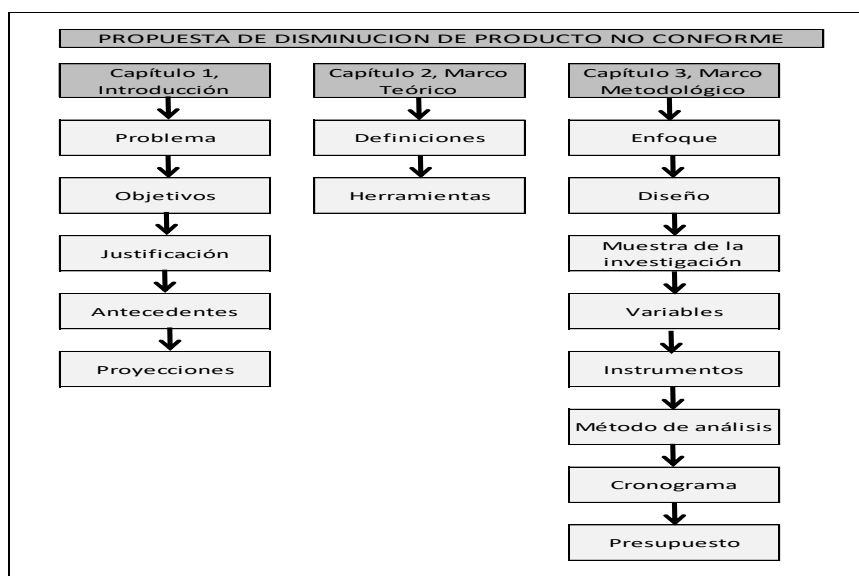 PROPUESTA DE DISMINUCION DE PRODUCTO NO CONFORME
Capítulo 1,
Introducción
Problema
Objetivos
Justificación
Antecedentes
Proyecciones
Capítulo 2, Marco
Teórico
Definiciones
Herramientas
Capítulo 3, Marco
Metodológico
Enfoque
Diseño
Muestra de la
investigación
Variables
Instrumentos
Método de análisis
Cronograma
Presupuesto